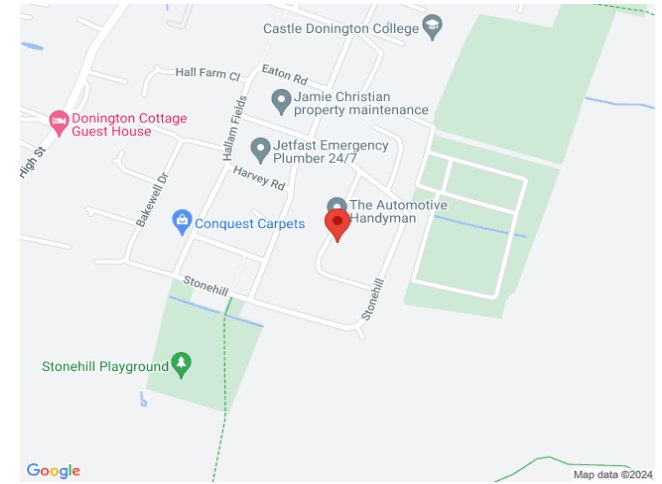 Castle Donington College
Hall Farm Cl
Eaton Rd
Jamie Christian
property maintenance
Donington Cottage
Guest House
High St
Hallam Fields
Jetfast Emergency
Plumber 24/7
Harvey Rd
Bakewell Dr
The Automotive
Handyman
Conquest Carpets
Stonehill
Stonehill
Stonehill Playground
Google
Map data ©2024